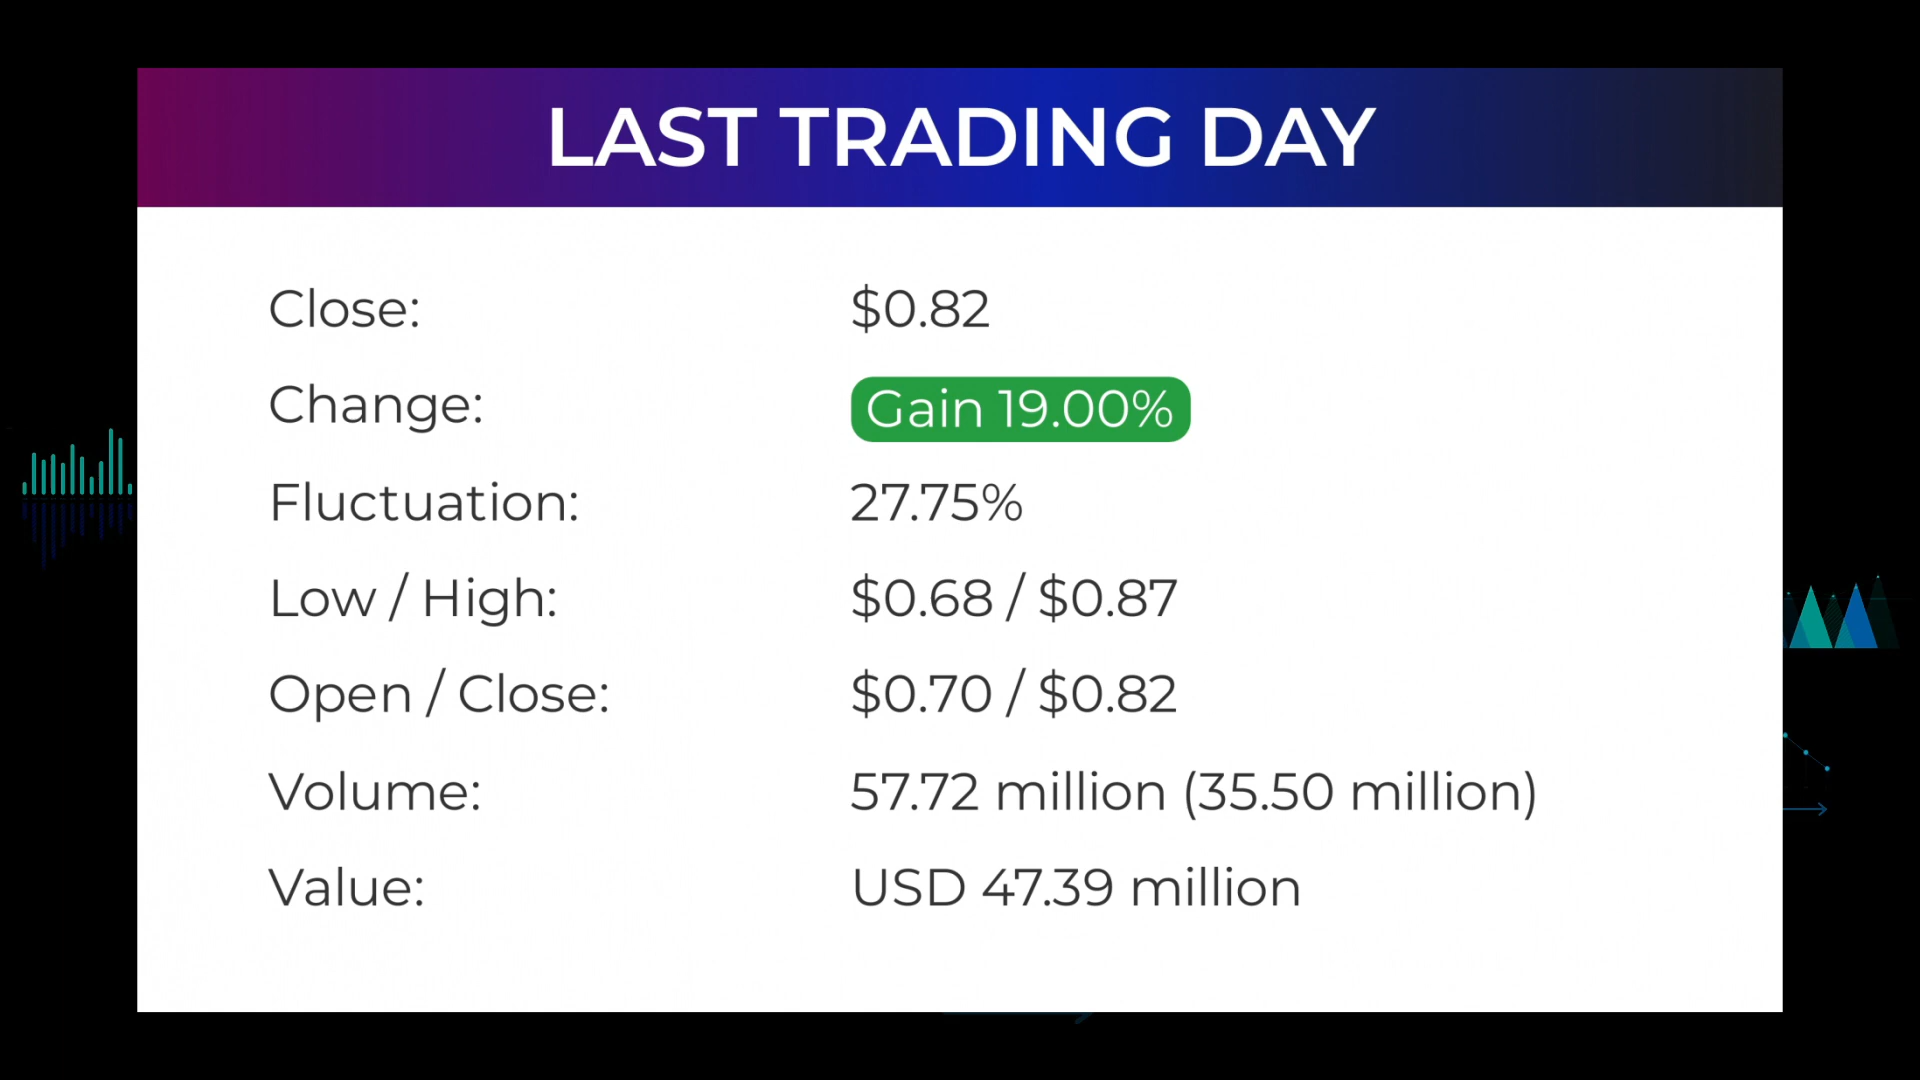 LAST TRADING DAY
Close: $0.82
Change: Gain 19.00%
Fluctuation: 27.75%
Low / High: $0.68 / $0.87
Open / Close: $0.70 / $0.82
Volume: 57.72 million (35.50 million)
Value: USD 47.39 million